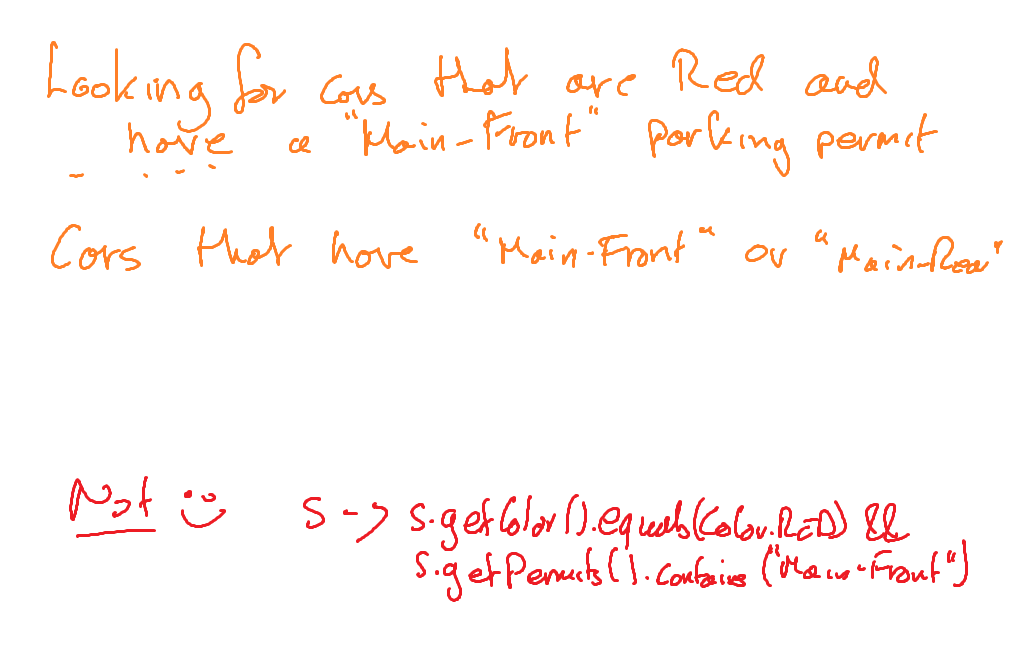 Looking for cars that are Red and
have a "Main-Front" parking permit
Cars that have "Main-Front" or "Main-Rear"
Not :) s -> s.getColor().equals(Color.RED) &&
s.getPermits().contains("Main-Front")